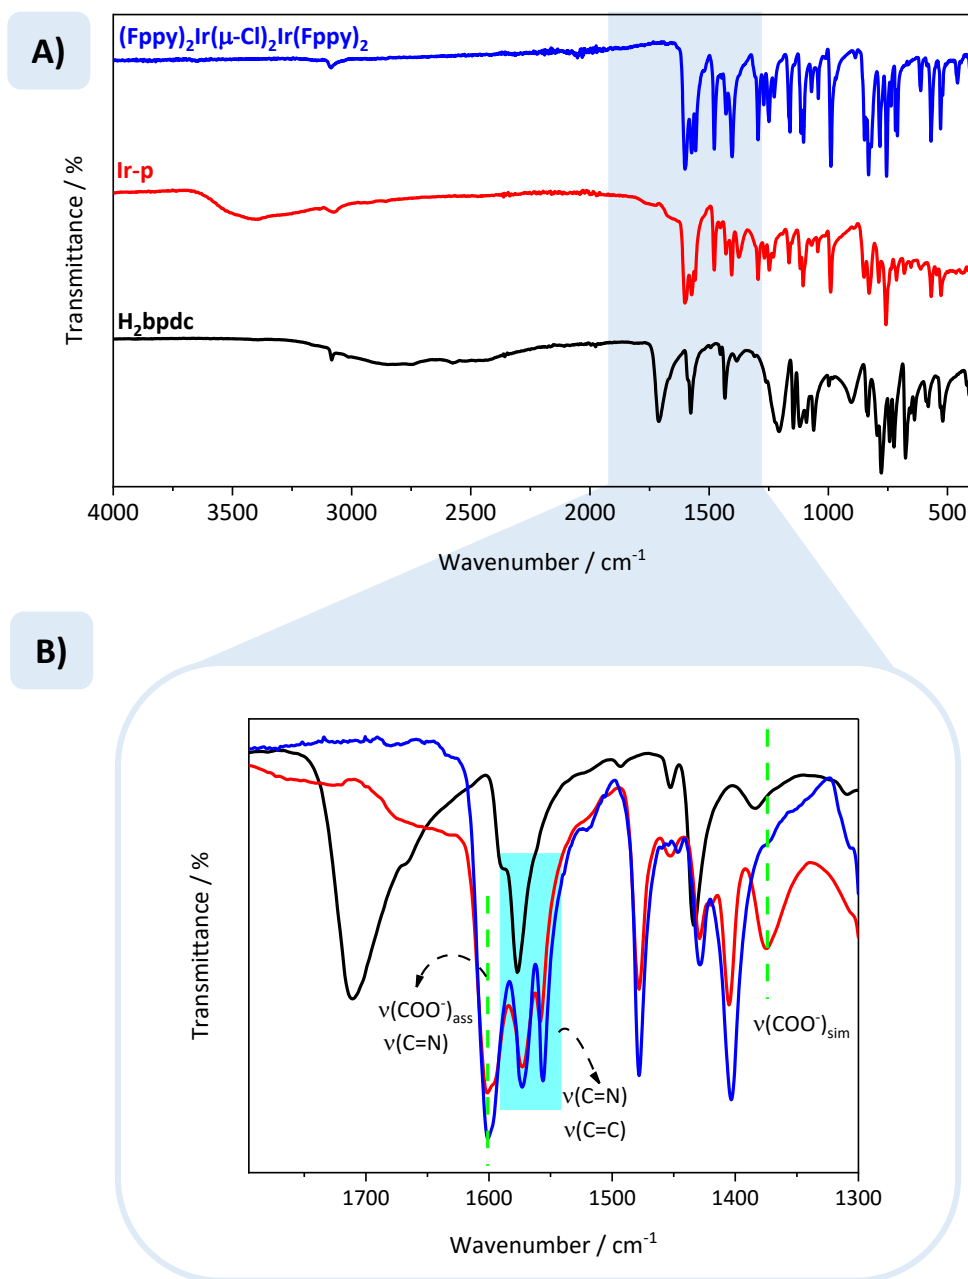 A)
(Fppy)₂Ir(μ-Cl)₂Ir(Fppy)₂
Ir-p
H₂bpdc
Transmittance / %
4000 3500 3000 2500 2000 1500 1000 500
Wavenumber / cm⁻¹
B)
Transmittance / %
ν(COO⁻)ass
ν(C=N)
ν(C=N)
ν(C=C)
ν(COO⁻)sim
1700 1600 1500 1400 1300
Wavenumber / cm⁻¹